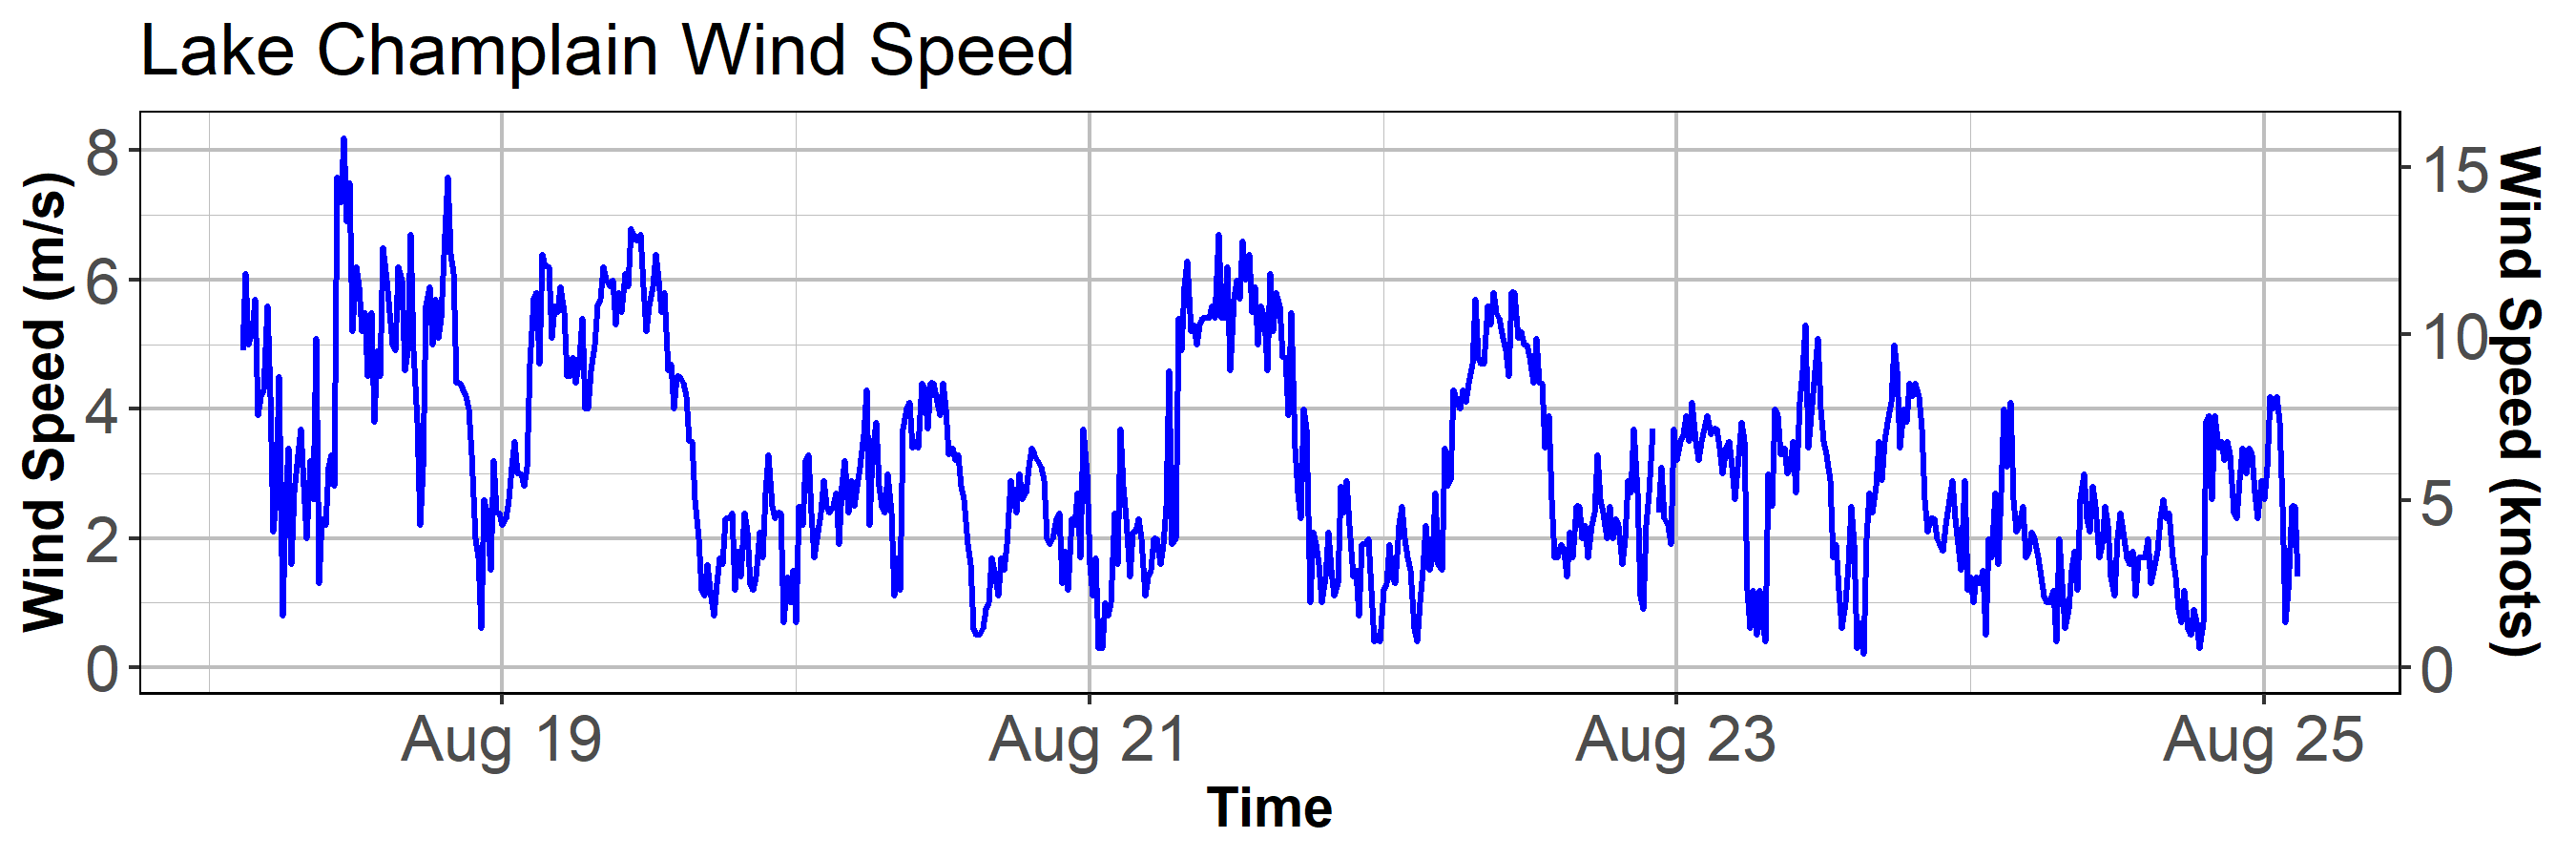 Lake Champlain Wind Speed
Wind Speed (m/s)
8
6
4
2
0
15
10
5
0
Wind Speed (knots)
Aug 19
Aug 21
Aug 23
Aug 25
Time